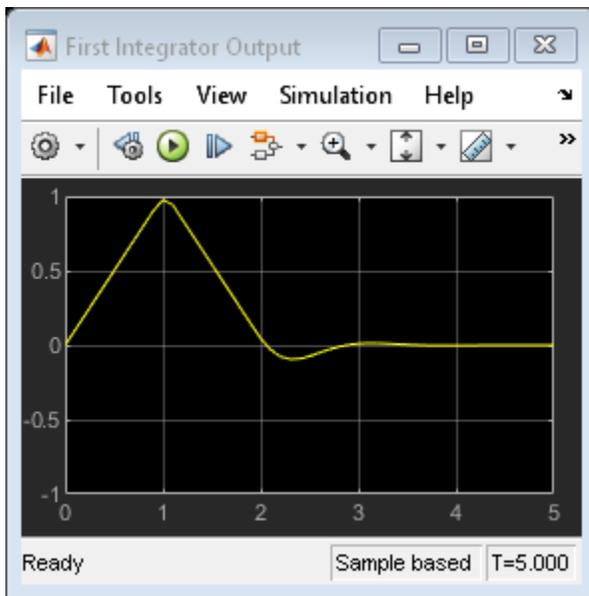 First Integrator Output
File Tools View Simulation Help
1
0.5
0
-0.5
-1
0 1 2 3 4 5
Ready Sample based T=5.000